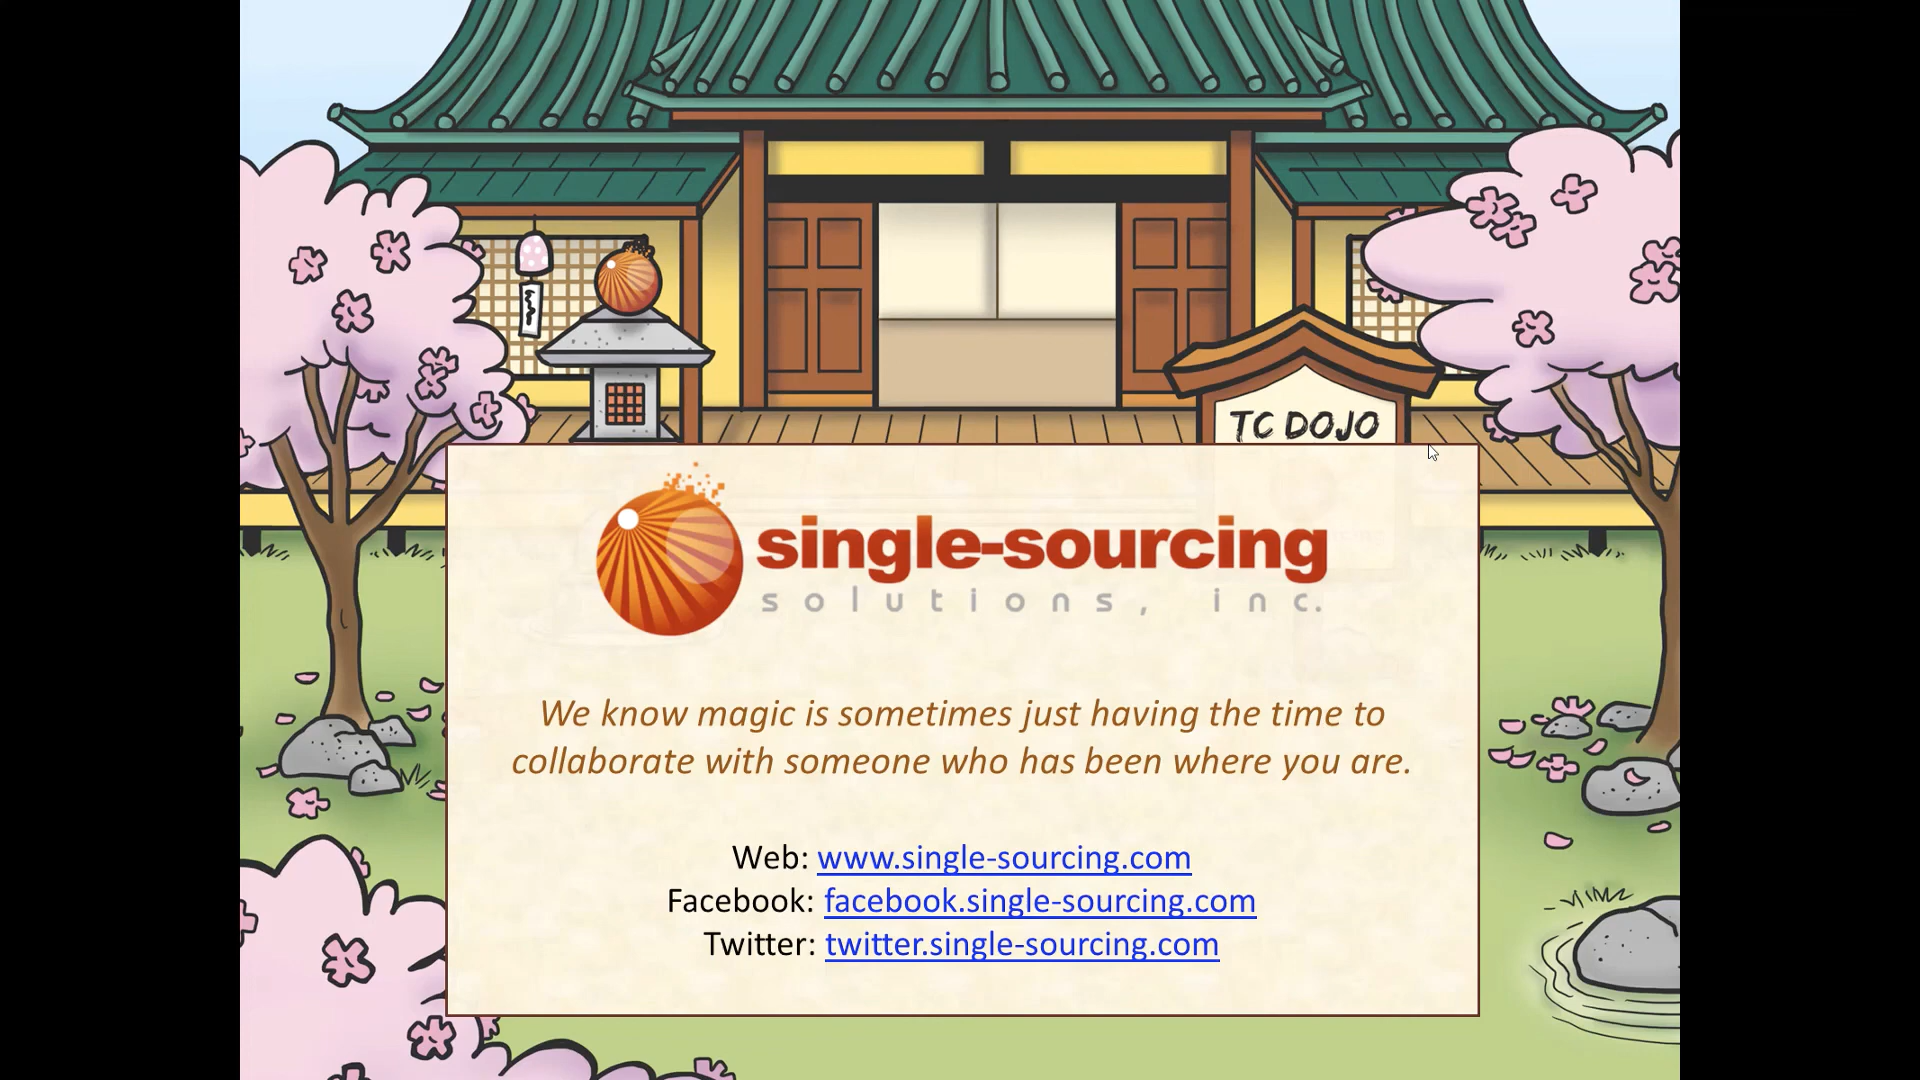 TC DOJO
single-sourcing
solutions, inc.
We know magic is sometimes just having the time to
collaborate with someone who has been where you are.
Web: www.single-sourcing.com
Facebook: facebook.single-sourcing.com
Twitter: twitter.single-sourcing.com